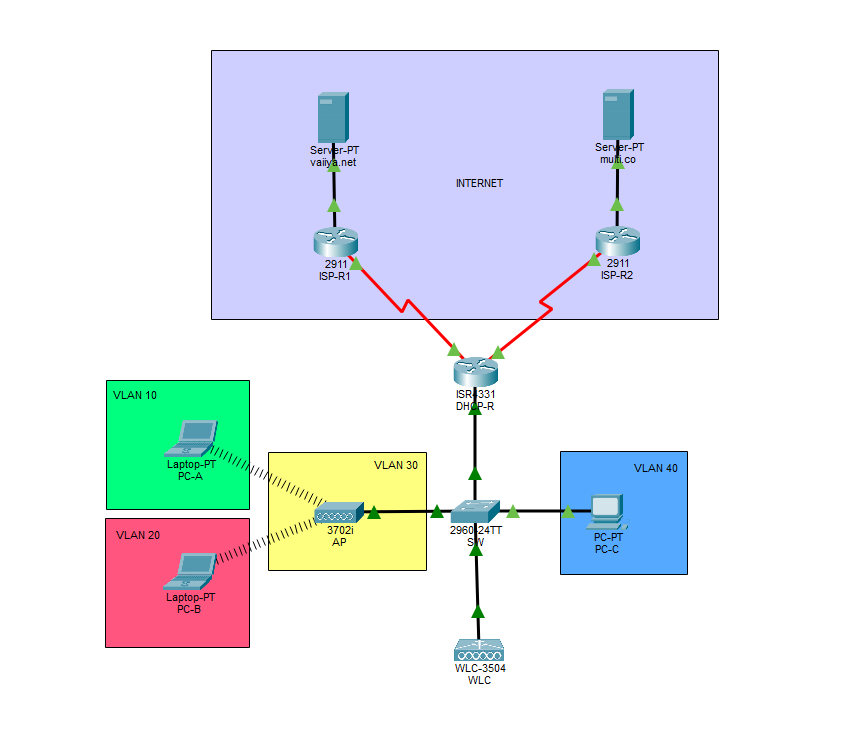 Server-PT
vaiiya.net
Server-PT
multi.co
INTERNET
2911
ISP-R1
2911
ISP-R2
ISR4331
DHCP-R
VLAN 10
Laptop-PT
PC-A
VLAN 30
3702i
AP
2960-24TT
SW
VLAN 40
PC-PT
PC-C
VLAN 20
Laptop-PT
PC-B
WLC-3504
WLC